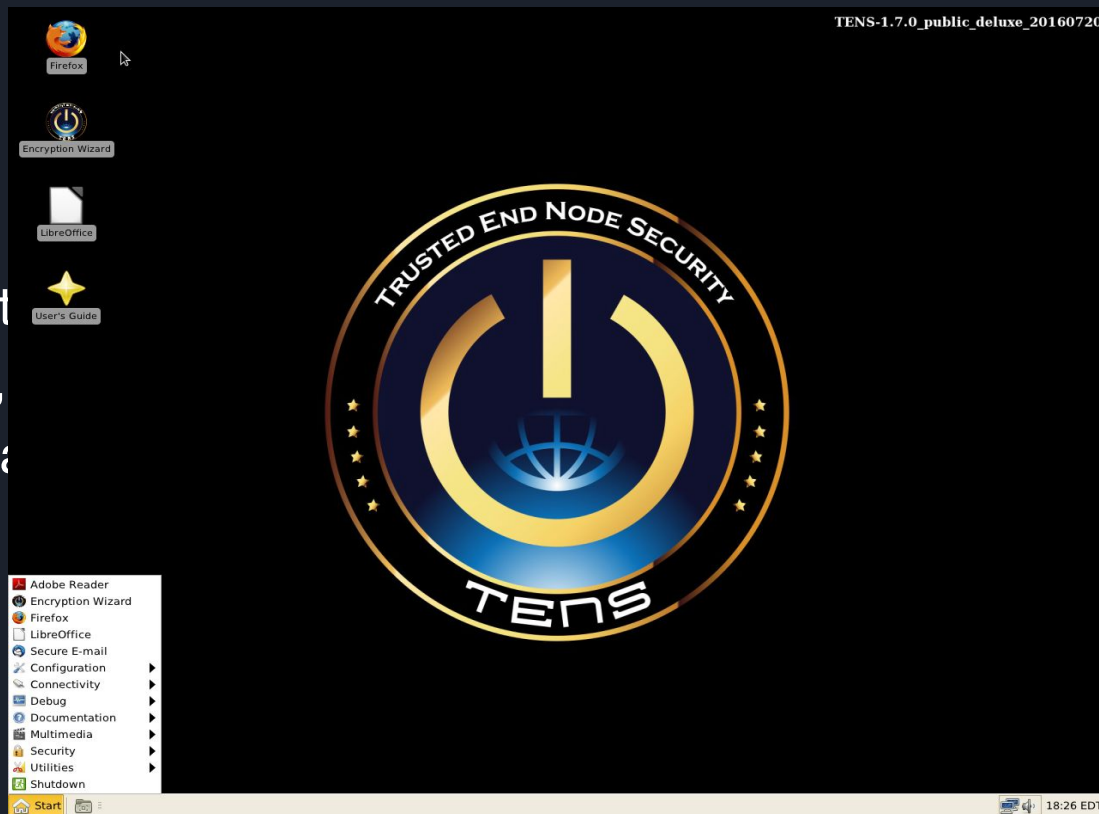 TENS-1.7.0_public_deluxe_20160720
Firefox
Encryption Wizard
LibreOffice
User's Guide
TRUSTED END NODE SECURITY
TENS
Adobe Reader
Encryption Wizard
Firefox
LibreOffice
Secure E-mail
Configuration
Connectivity
Debug
Documentation
Multimedia
Security
Utilities
Shutdown
Start
18:26 EDT